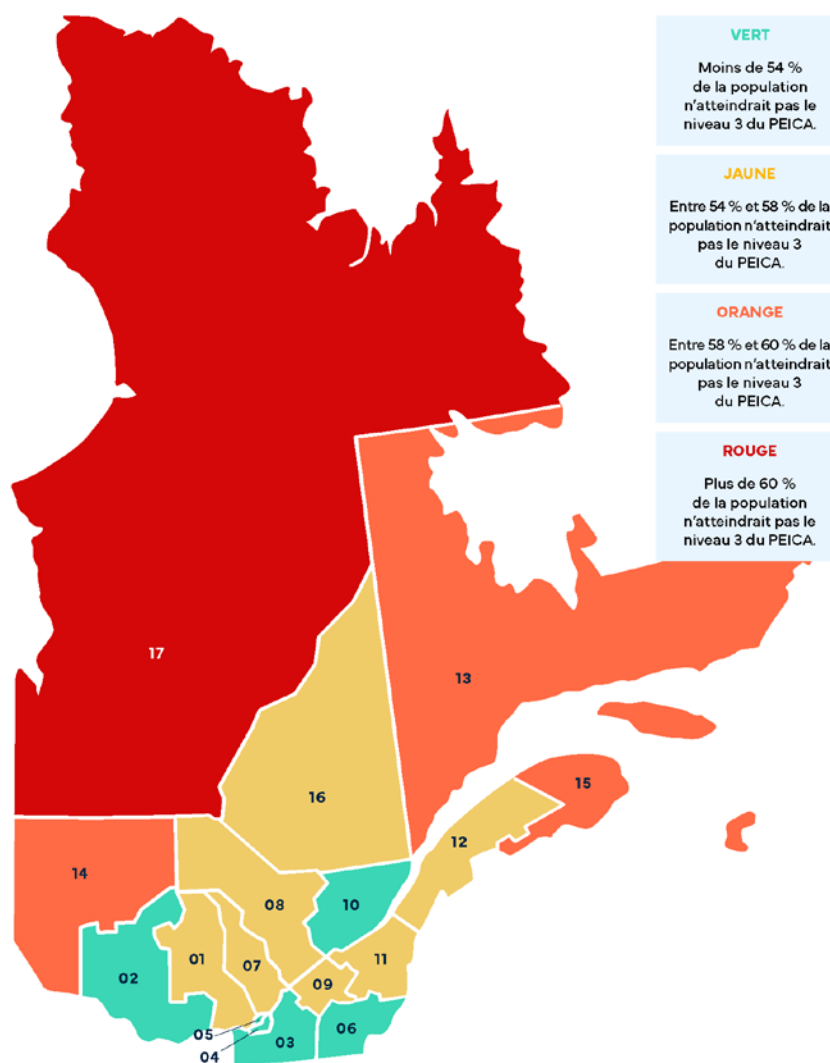 VERT
Moins de 54 %
de la population
n'atteindrait pas le
niveau 3 du PEICA.
JAUNE
Entre 54 % et 58 % de la
population n'atteindrait
pas le niveau 3
du PEICA.
ORANGE
Entre 58 % et 60 % de la
population n'atteindrait
pas le niveau 3
du PEICA.
ROUGE
Plus de 60 %
de la population
n'atteindrait pas le
niveau 3 du PEICA.
17
13
16
15
12
14
08
10
01
07
11
02
09
05
06
03
04